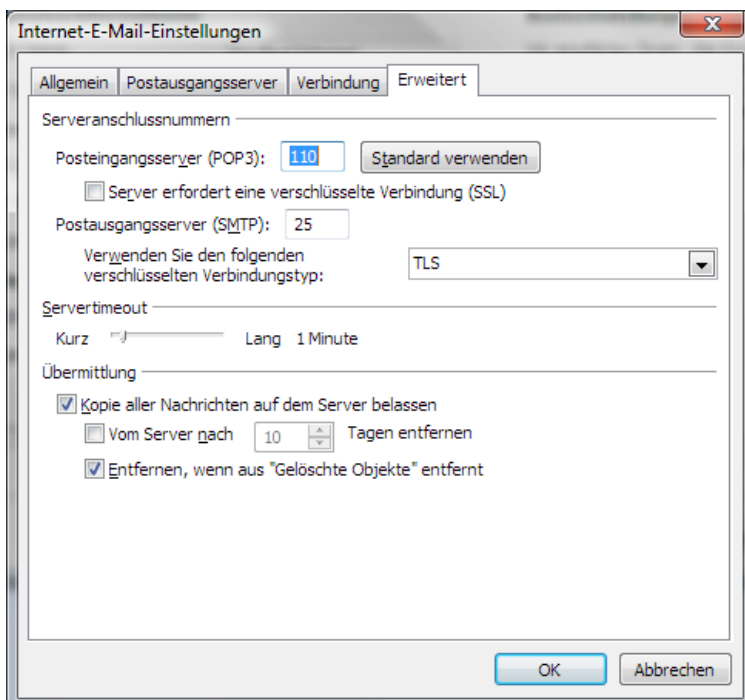 Internet-E-Mail-Einstellungen
Allgemein Postausgangsserver Verbindung Erweitert
Serveranschlussnummern
Posteingangsserver (POP3): 110 Standard verwenden
Server erfordert eine verschlüsselte Verbindung (SSL)
Postausgangsserver (SMTP): 25
Verwenden Sie den folgenden
verschlüsselten Verbindungstyp: TLS
Servertimeout
Kurz Lang 1 Minute
Übermittlung
Kopie aller Nachrichten auf dem Server belassen
Vom Server nach 10 Tagen entfernen
Entfernen, wenn aus "Gelöschte Objekte" entfernt
OK Abbrechen